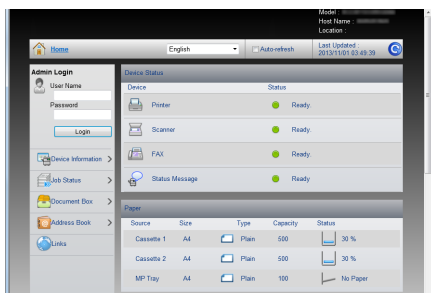 Model :
Host Name :
Location :
Home
English
Auto-refresh
Last Updated :
2013/11/01 03:49:39
Admin Login
User Name
Password
Login
Device Information
Job Status
Document Box
Address Book
Links
Device Status
Device Status
Printer Ready.
Scanner Ready.
FAX Ready.
Status Message Ready
Paper
Source Size Type Capacity Status
Cassette 1 A4 Plain 500 30 %
Cassette 2 A4 Plain 500 30 %
MP Tray A4 Plain 100 No Paper